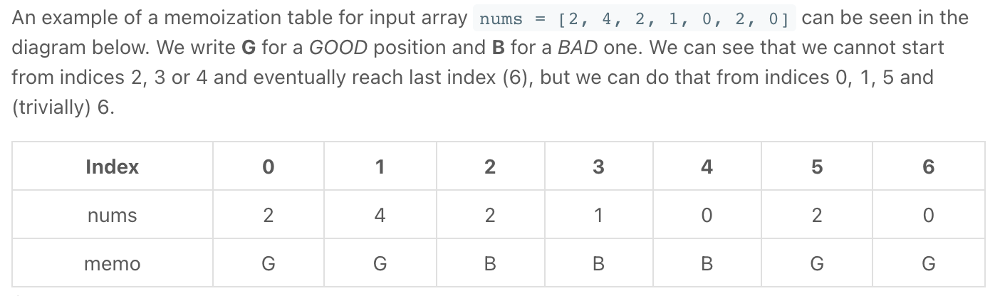 An example of a memoization table for input array nums = [2, 4, 2, 1, 0, 2, 0] can be seen in the
diagram below. We write G for a GOOD position and B for a BAD one. We can see that we cannot start
from indices 2, 3 or 4 and eventually reach last index (6), but we can do that from indices 0, 1, 5 and
(trivially) 6.
Index 0 1 2 3 4 5 6
nums 2 4 2 1 0 2 0
memo G G B B B G G